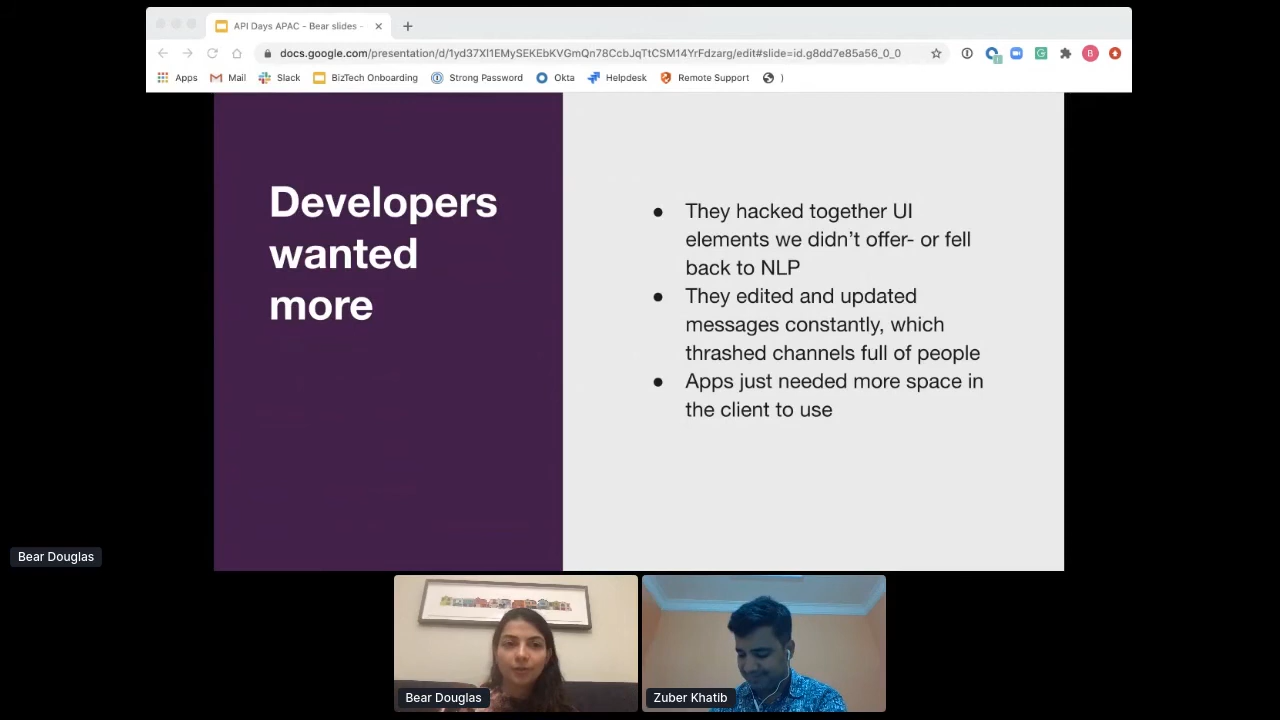 API Days APAC - Bear slides -
docs.google.com/presentation/d/1yd37XI1EMySEKEbKVGmQn78CcbJqTtCSM14YrFdzarg/edit#slide=id.g8dd7e85a56_0_0
B
Apps
Mail
Slack
BizTech Onboarding
Strong Password
Okta
Helpdesk
Remote Support
)
Developers
wanted
more
● They hacked together UI
elements we didn’t offer- or fell
back to NLP
● They edited and updated
messages constantly, which
thrashed channels full of people
● Apps just needed more space in
the client to use
Bear Douglas
Bear Douglas
Zuber Khatib